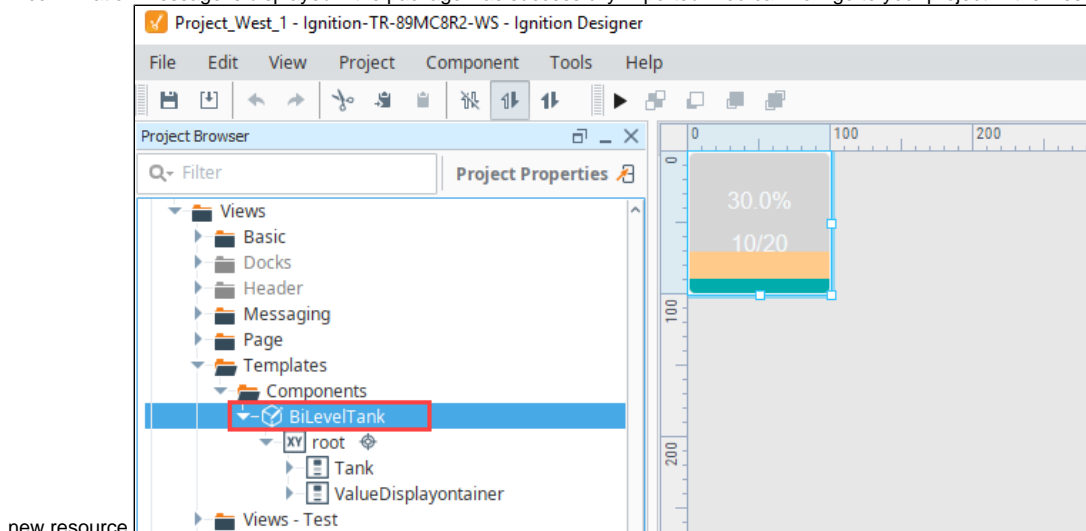 Project_West_1 - Ignition-TR-89MC8R2-WS - Ignition Designer
File Edit View Project Component Tools Help
Project Browser
Filter Project Properties
0 100 200
0
100
200
30.0%
10/20
Views
Basic
Docks
Header
Messaging
Page
Templates
Components
BiLevelTank
XY root
Tank
ValueDisplayontainer
Views - Test
new resource